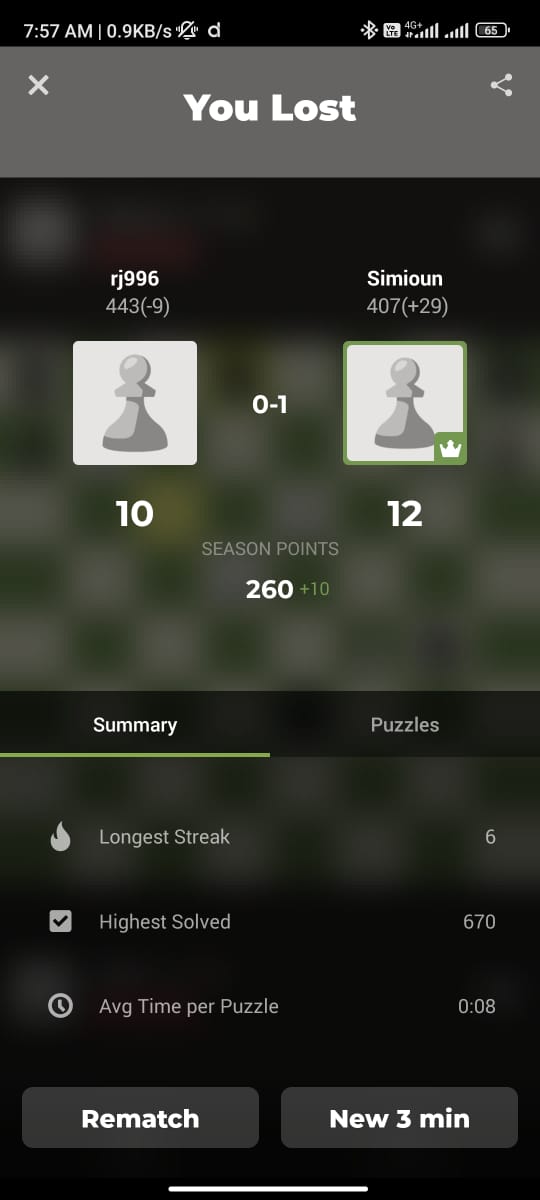 7:57 AM | 0.9KB/s d Vo LTE 4G+ 65
You Lost
rj996 Simioun
443(-9) 407(+29)
0-1
10 12
SEASON POINTS
260 +10
Summary Puzzles
Longest Streak 6
Highest Solved 670
Avg Time per Puzzle 0:08
Rematch New 3 min